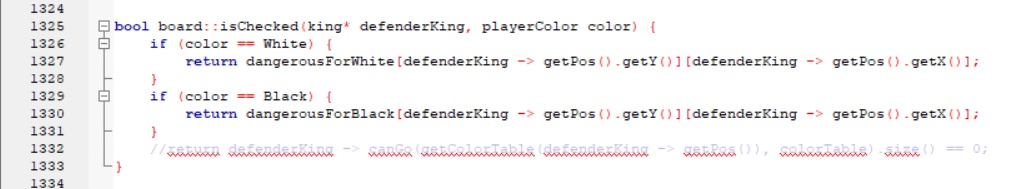 1324
1325 bool board::isChecked(king* defenderKing, playerColor color) {
1326 if (color == White) {
1327 return dangerousForWhite[defenderKing -> getPos().getY()][defenderKing -> getPos().getX()];
1328 }
1329 if (color == Black) {
1330 return dangerousForBlack[defenderKing -> getPos().getY()][defenderKing -> getPos().getX()];
1331 }
1332 //return defenderKing -> canGo(getColorTable(defenderKing -> getPos()), colorTable).size() == 0;
1333 }
1334